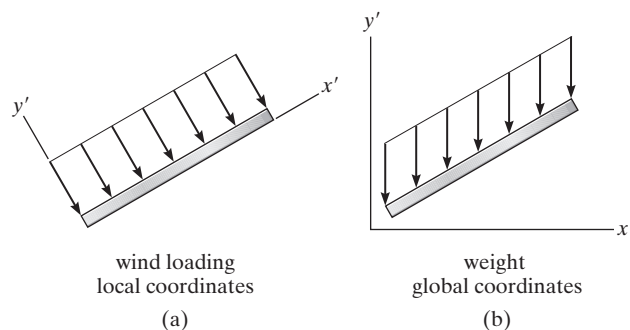 y′
x′
wind loading
local coordinates
(a)
y′
x
weight
global coordinates
(b)